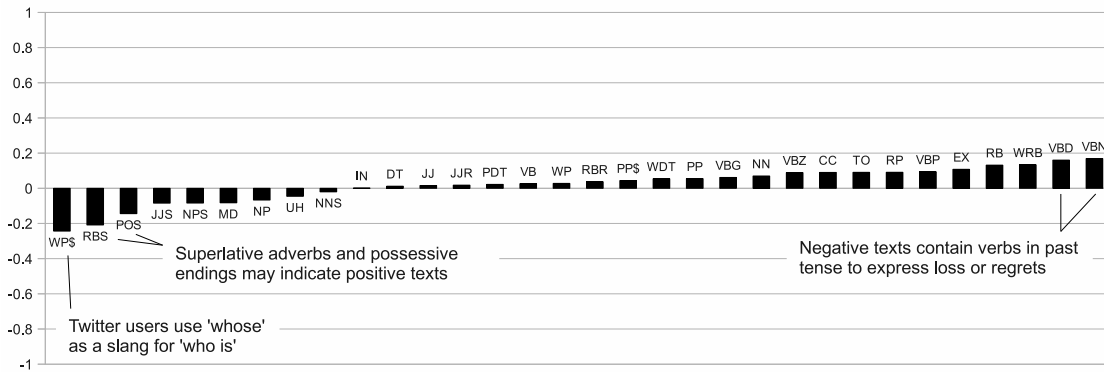 1
0.8
0.6
0.4
0.2
0
-0.2
-0.4
-0.6
-0.8
-1
WP$ RBS POS JJS NPS MD NP UH NNS IN DT JJ JJR PDT VB WP RBR PP$ WDT PP VBG NN VBZ CC TO RP VBP EX RB WRB VBD VBN
Superlative adverbs and possessive
endings may indicate positive texts
Negative texts contain verbs in past
tense to express loss or regrets
Twitter users use 'whose'
as a slang for 'who is'